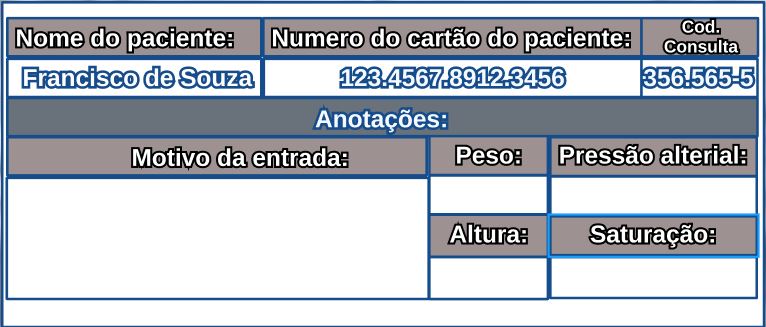 Nome do paciente: Numero do cartão do paciente: Cod.
Consulta
Francisco de Souza 123.4567.8912.3456 356.565-5
Anotações:
Motivo da entrada: Peso: Pressão alterial:
Altura: Saturação: